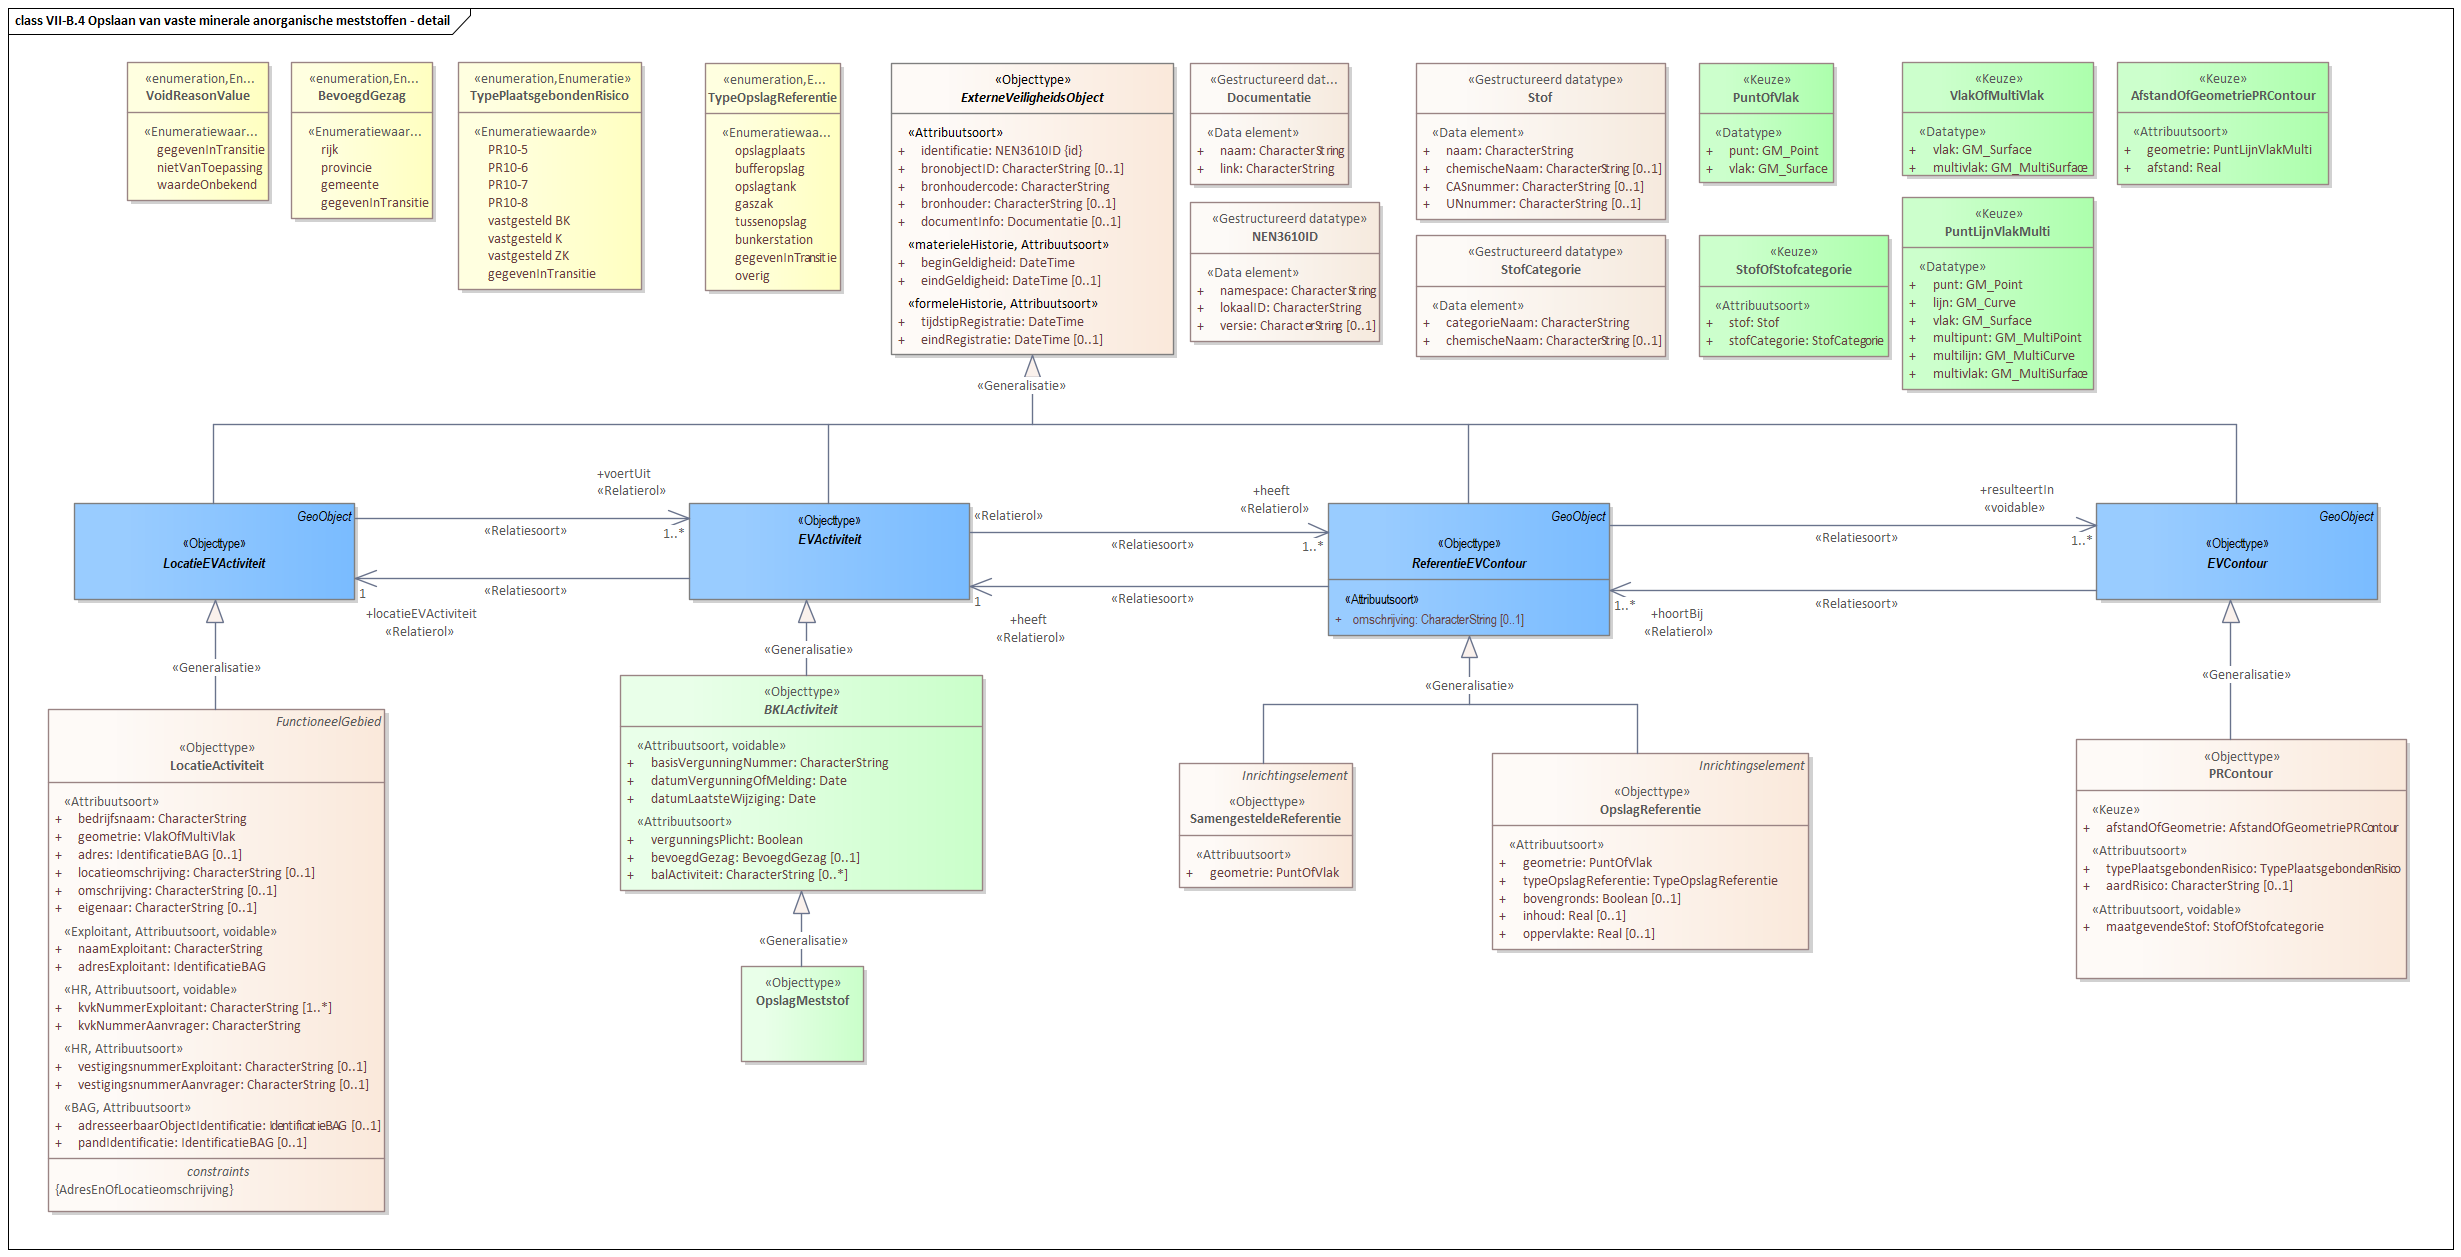 class VII-B.4 Opslaan van vaste minerale anorganische meststoffen - detail
«enumeration,En...
VoidReasonValue
«Enumeratiewaar...
gegevenInTransitie
nietVanToepassing
waardeOnbekend
«enumeration,En...
BevoegdGezag
«Enumeratiewaar...
rijk
provincie
gemeente
gegevenInTransitie
«enumeration,Enumeratie»
TypePlaatsgebondenRisico
«Enumeratiewaarde»
PR10-5
PR10-6
PR10-7
PR10-8
vastgesteld BK
vastgesteld K
vastgesteld ZK
gegevenInTransitie
«enumeration,E...
TypeOpslagReferentie
«Enumeratiewaa...
opslagplaats
bufferopslag
opslagtank
gaszak
tussenopslag
bunkerstation
gegevenInTransitie
overig
«Objecttype»
ExterneVeiligheidsObject
«Attribuutsoort»
+ identificatie: NEN3610ID {id}
+ bronobjectID: CharacterString [0..1]
+ bronhoudercode: CharacterString
+ bronhouder: CharacterString [0..1]
+ documentInfo: Documentatie [0..1]
«materieleHistorie, Attribuutsoort»
+ beginGeldigheid: DateTime
+ eindGeldigheid: DateTime [0..1]
«formeleHistorie, Attribuutsoort»
+ tijdstipRegistratie: DateTime
+ eindRegistratie: DateTime [0..1]
«Gestructureerd dat...
Documentatie
«Data element»
+ naam: CharacterString
+ link: CharacterString
«Gestructureerd datatype»
NEN3610ID
«Data element»
+ namespace: CharacterString
+ lokaalID: CharacterString
+ versie: CharacterString [0..1]
«Gestructureerd datatype»
Stof
«Data element»
+ naam: CharacterString
+ chemischeNaam: CharacterString [0..1]
+ CASnummer: CharacterString [0..1]
+ UNnummer: CharacterString [0..1]
«Gestructureerd datatype»
StofCategorie
«Data element»
+ categorieNaam: CharacterString
+ chemischeNaam: CharacterString [0..1]
«Keuze»
PuntOfVlak
«Datatype»
+ punt: GM_Point
+ vlak: GM_Surface
«Keuze»
StofOfStofcategorie
«Attribuutsoort»
+ stof: Stof
+ stofCategorie: StofCategorie
«Keuze»
VlakOfMultiVlak
«Datatype»
+ vlak: GM_Surface
+ multivlak: GM_MultiSurface
«Keuze»
PuntLijnVlakMulti
«Datatype»
+ punt: GM_Point
+ lijn: GM_Curve
+ vlak: GM_Surface
+ multipunt: GM_MultiPoint
+ multilijn: GM_MultiCurve
+ multivlak: GM_MultiSurface
«Keuze»
AfstandOfGeometriePRContour
«Attribuutsoort»
+ geometrie: PuntLijnVlakMulti
+ afstand: Real
«Generalisatie»
GeoObject
«Objecttype»
LocatieEVActiviteit
+voertUit
«Relatierol»
«Relatiesoort»
1..*
«Relatiesoort»
1
+locatieEVActiviteit
«Relatierol»
«Objecttype»
EVActiviteit
«Relatierol»
+heeft
«Relatierol»
«Relatiesoort»
1..*
«Relatiesoort»
1
+heeft
«Relatierol»
GeoObject
«Objecttype»
ReferentieEVContour
«Attribuutsoort»
+ omschrijving: CharacterString [0..1]
+resulteertIn
«voidable»
«Relatiesoort»
1..*
«Relatiesoort»
1..*
+hoortBij
«Relatierol»
GeoObject
«Objecttype»
EVContour
«Generalisatie»
«Generalisatie»
«Generalisatie»
«Generalisatie»
FunctioneelGebied
«Objecttype»
LocatieActiviteit
«Attribuutsoort»
+ bedrijfsnaam: CharacterString
+ geometrie: VlakOfMultiVlak
+ adres: IdentificatieBAG [0..1]
+ locatieomschrijving: CharacterString [0..1]
+ omschrijving: CharacterString [0..1]
+ eigenaar: CharacterString [0..1]
«Exploitant, Attribuutsoort, voidable»
+ naamExploitant: CharacterString
+ adresExploitant: IdentificatieBAG
«HR, Attribuutsoort, voidable»
+ kvkNummerExploitant: CharacterString [1..*]
+ kvkNummerAanvrager: CharacterString
«HR, Attribuutsoort»
+ vestigingsnummerExploitant: CharacterString [0..1]
+ vestigingsnummerAanvrager: CharacterString [0..1]
«BAG, Attribuutsoort»
+ adresseerbaarObjectIdentificatie: IdentificatieBAG [0..1]
+ pandIdentificatie: IdentificatieBAG [0..1]
constraints
{AdresEnOfLocatieomschrijving}
«Objecttype»
BKLActiviteit
«Attribuutsoort, voidable»
+ basisVergunningNummer: CharacterString
+ datumVergunningOfMelding: Date
+ datumLaatsteWijziging: Date
«Attribuutsoort»
+ vergunningsPlicht: Boolean
+ bevoegdGezag: BevoegdGezag [0..1]
+ balActiviteit: CharacterString [0..*]
«Generalisatie»
«Objecttype»
OpslagMeststof
Inrichtingselement
«Objecttype»
SamengesteldeReferentie
«Attribuutsoort»
+ geometrie: PuntOfVlak
Inrichtingselement
«Objecttype»
OpslagReferentie
«Attribuutsoort»
+ geometrie: PuntOfVlak
+ typeOpslagReferentie: TypeOpslagReferentie
+ bovengronds: Boolean [0..1]
+ inhoud: Real [0..1]
+ oppervlakte: Real [0..1]
«Objecttype»
PRContour
«Keuze»
+ afstandOfGeometrie: AfstandOfGeometriePRContour
«Attribuutsoort»
+ typePlaatsgebondenRisico: TypePlaatsgebondenRisico
+ aardRisico: CharacterString [0..1]
«Attribuutsoort, voidable»
+ maatgevendeStof: StofOfStofcategorie